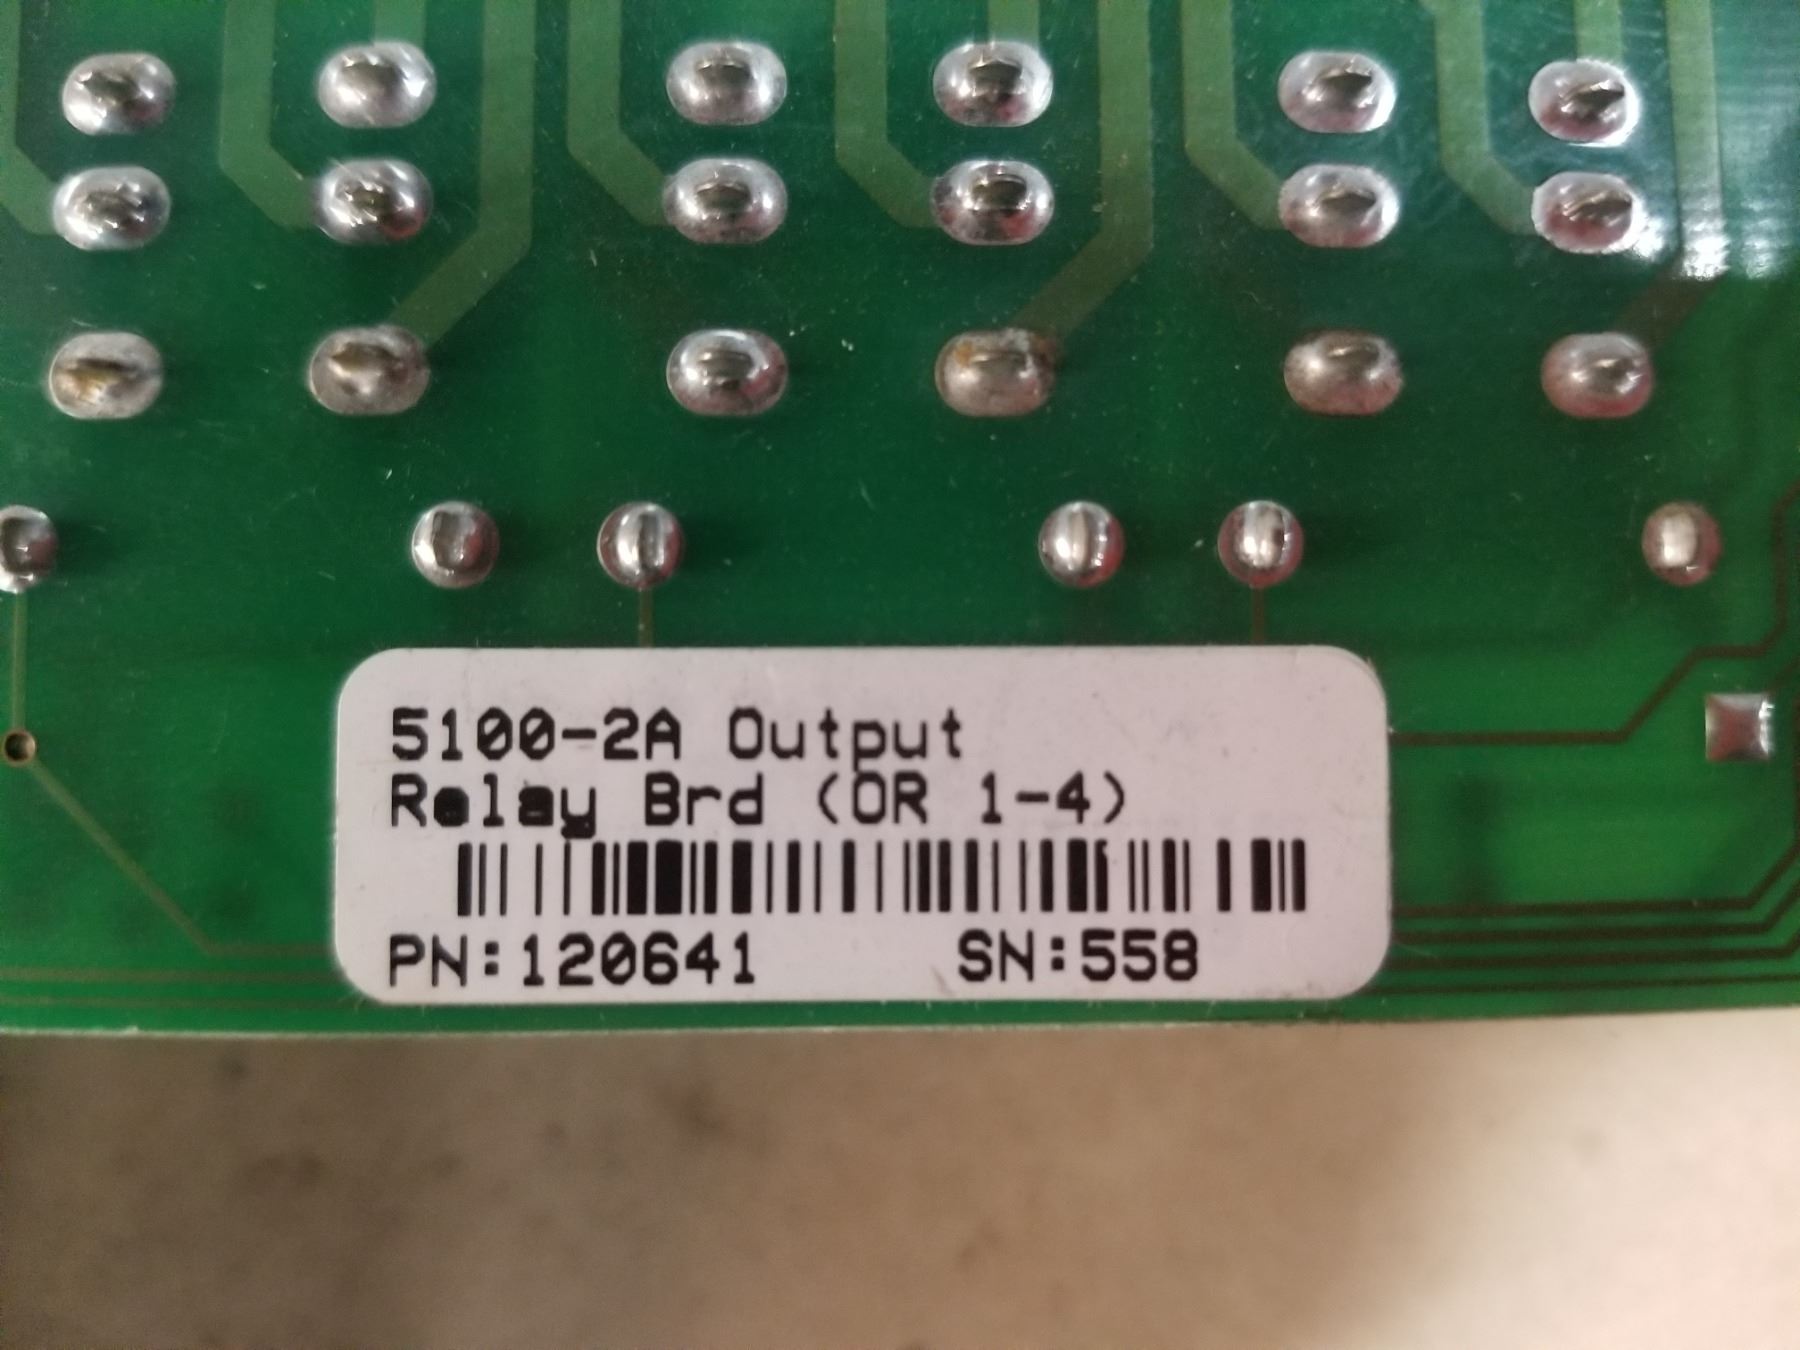 5100-2A Output
Relay Brd (OR 1-4)
PN:120641 SN:558